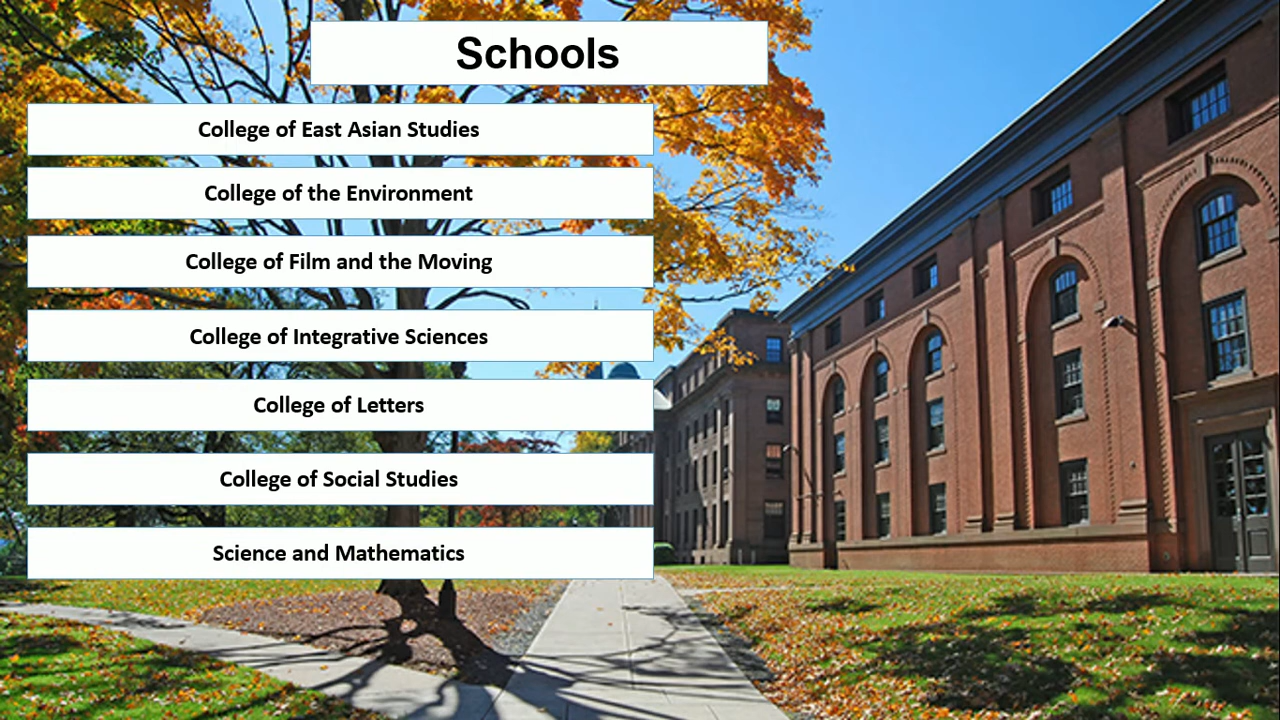 Schools
College of East Asian Studies
College of the Environment
College of Film and the Moving
College of Integrative Sciences
College of Letters
College of Social Studies
Science and Mathematics